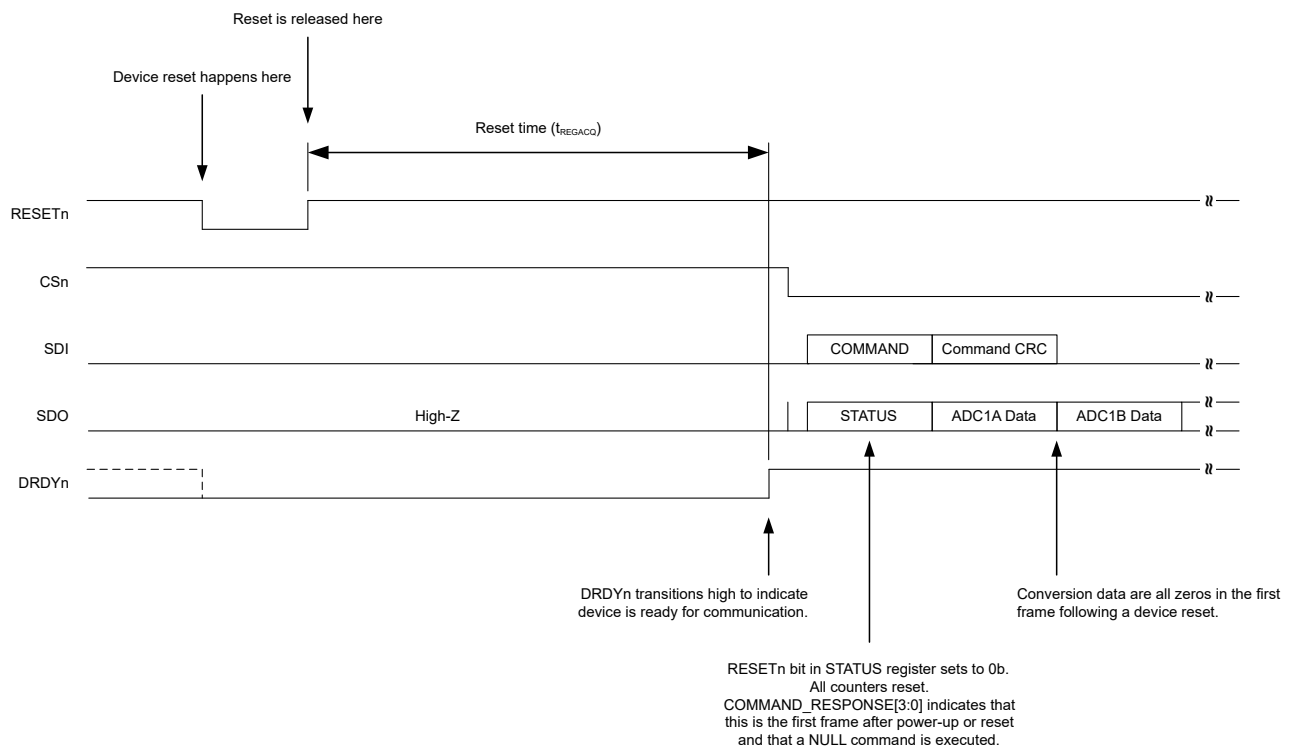 Reset is released here
Device reset happens here
Reset time (tREGACQ)
RESETn
CSn
SDI
COMMAND
Command CRC
SDO
High-Z
STATUS
ADC1A Data
ADC1B Data
DRDYn
DRDYn transitions high to indicate
device is ready for communication.
Conversion data are all zeros in the first
frame following a device reset.
RESETn bit in STATUS register sets to 0b.
All counters reset.
COMMAND_RESPONSE[3:0] indicates that
this is the first frame after power-up or reset
and that a NULL command is executed.